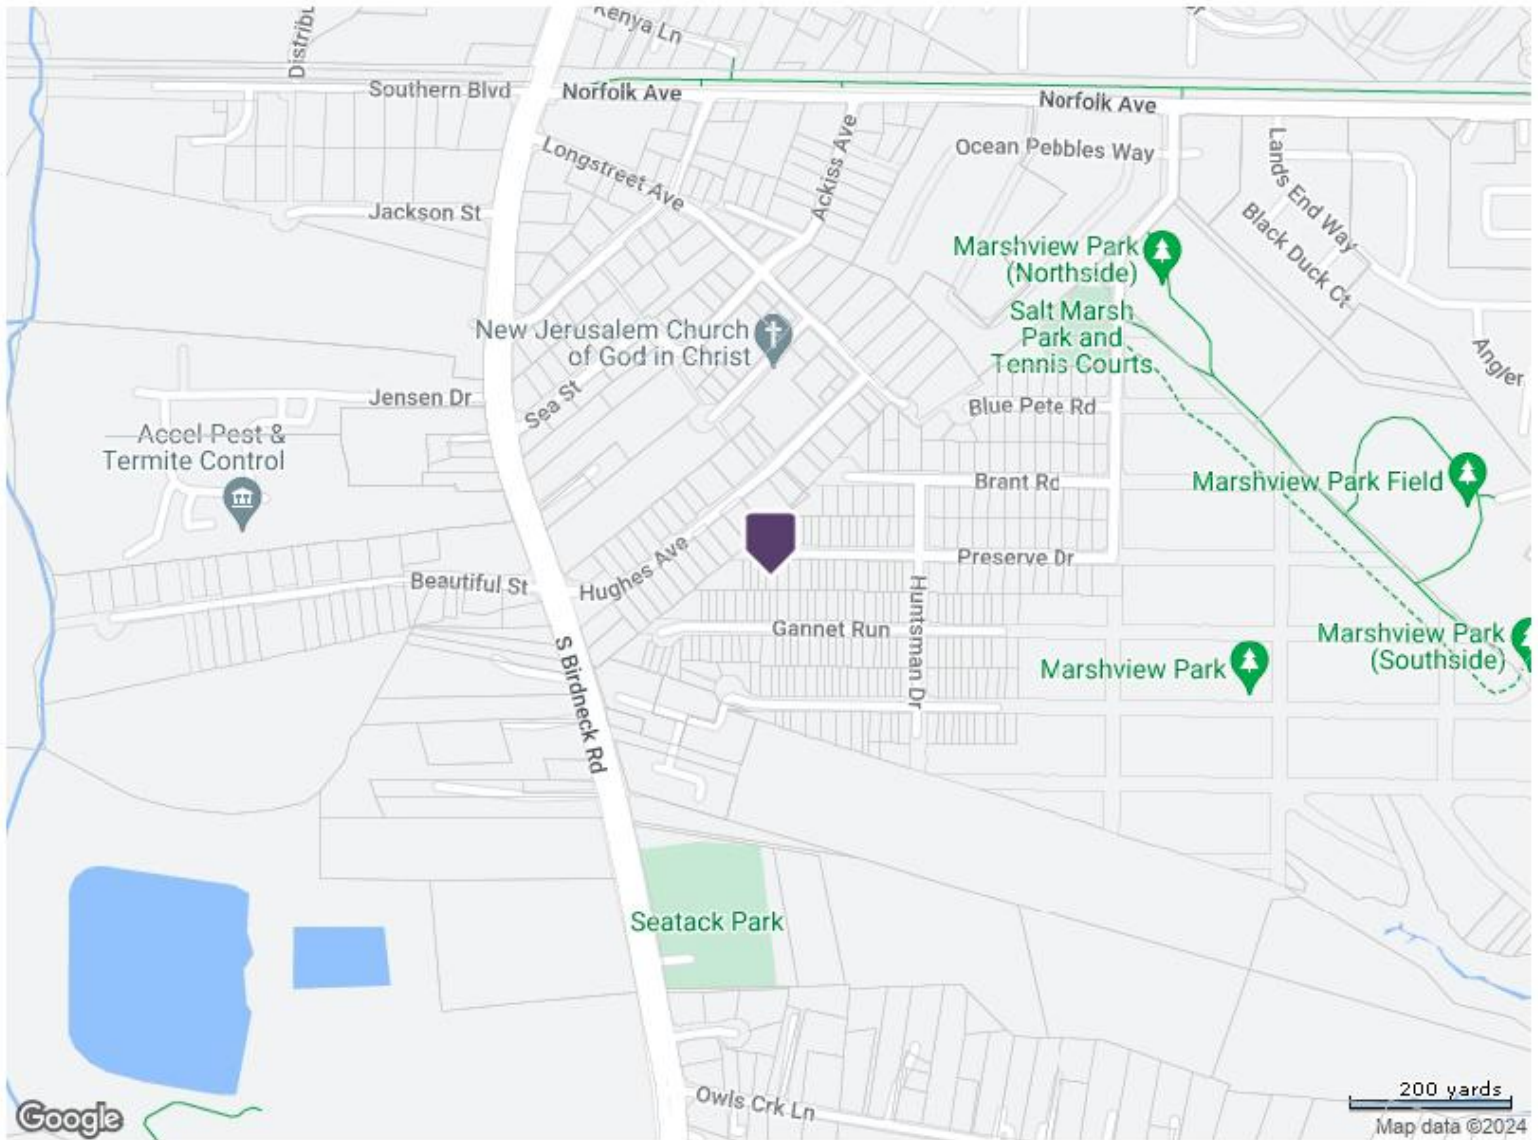 Kenya Ln
Distribu
Southern Blvd
Norfolk Ave
Norfolk Ave
Longstreet Ave
Ackiss Ave
Ocean Pebbles Way
Lands End Way
Jackson St
Black Duck Ct
Marshview Park
(Northside)
Salt Marsh
Park and
Tennis Courts
New Jerusalem Church
of God in Christ
Angler
Jensen Dr
Sea St
Blue Pete Rd
Accel Pest &
Termite Control
Brant Rd
Marshview Park Field
Hughes Ave
Preserve Dr
Beautiful St
Huntsman Dr
Gannet Run
Marshview Park
(Southside)
S Birdneck Rd
Marshview Park
Seatack Park
Owls Crk Ln
200 yards
Google
Map data ©2024